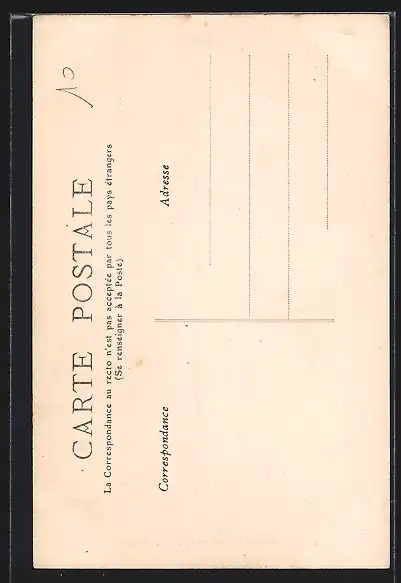 10
CARTE POSTALE
La Correspondance au recto n'est pas acceptée par tous les pays étrangers
(Se renseigner à la Poste)
Correspondance
Adresse